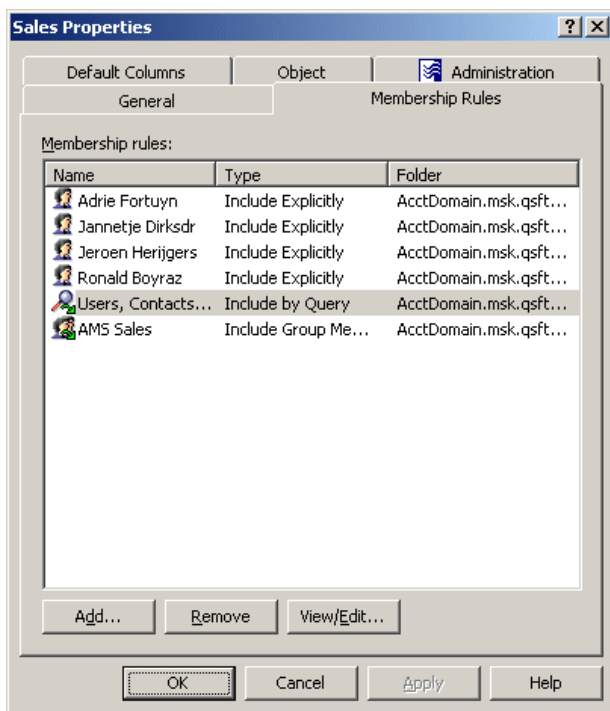 Sales Properties
Default Columns Object Administration
General Membership Rules
Membership rules:
Name Type Folder
Adrie Fortuyn Include Explicitly AcctDomain.msk.qsft...
Jannetje Dirksdr Include Explicitly AcctDomain.msk.qsft...
Jeroen Herijgers Include Explicitly AcctDomain.msk.qsft...
Ronald Boyraz Include Explicitly AcctDomain.msk.qsft...
Users, Contacts... Include by Query AcctDomain.msk.qsft...
AMS Sales Include Group Me... AcctDomain.msk.qsft...
Add... Remove View/Edit...
OK Cancel Apply Help